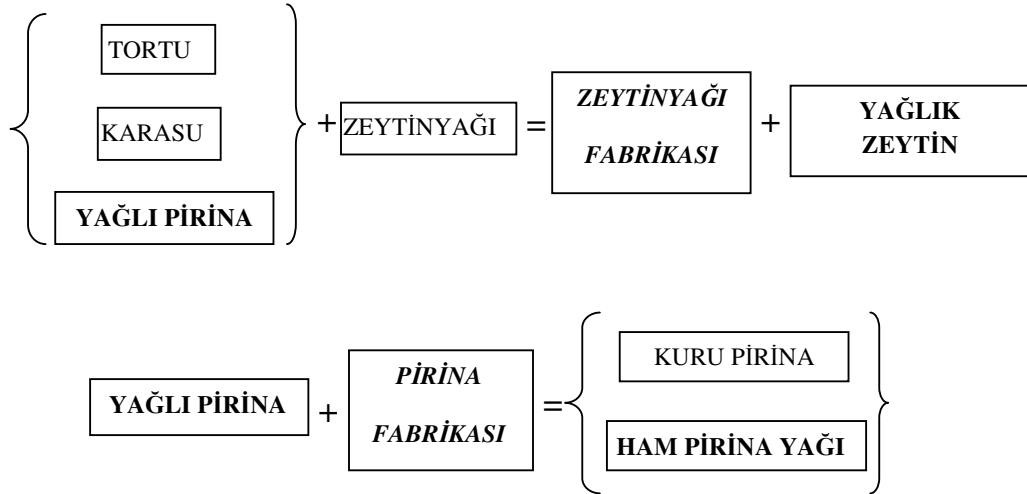 TORTU
KARASU
YAĞLI PİRİNA
+
ZEYTİNYAĞI
=
ZEYTİNYAĞI
FABRİKASI
+
YAĞLIK
ZEYTİN
YAĞLI PİRİNA
+
PİRİNA
FABRİKASI
=
KURU PİRİNA
HAM PİRİNA YAĞI